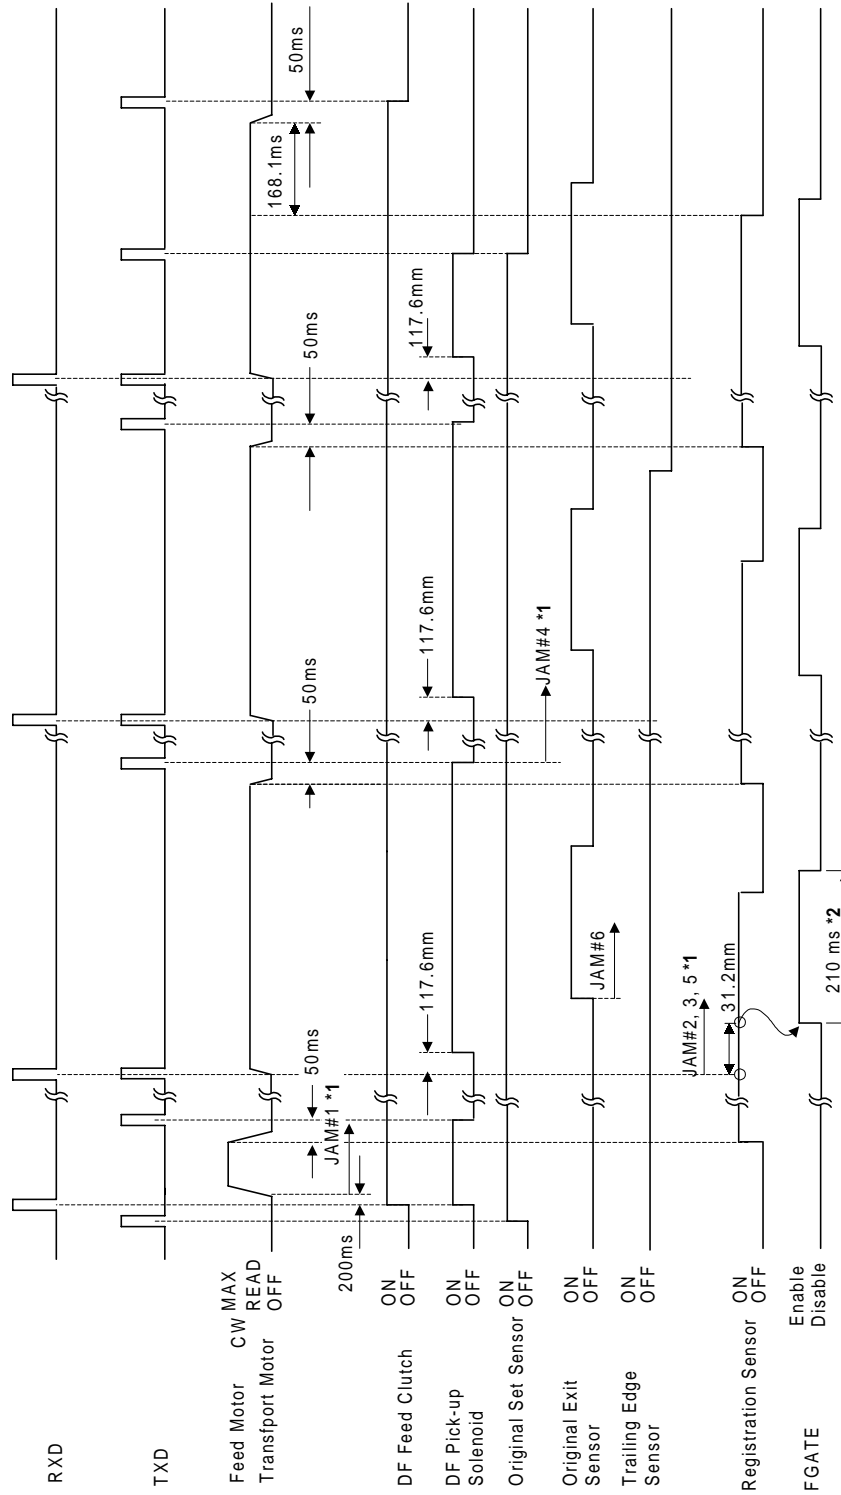 RXD
TXD
Feed Motor CW MAX
Transfport Motor READ
OFF
200ms
JAM#1 *1
50ms
50ms
50ms
168.1ms
50ms
DF Feed Clutch ON
OFF
117.6mm
117.6mm
117.6mm
DF Pick-up ON
Solenoid OFF
Original Set Sensor ON
OFF
JAM#4 *1
Original Exit ON
Sensor OFF
JAM#6
Trailing Edge ON
Sensor OFF
JAM#2, 3, 5 *1
31.2mm
Registration Sensor ON
OFF
FGATE Enable
Disable
210 ms *2